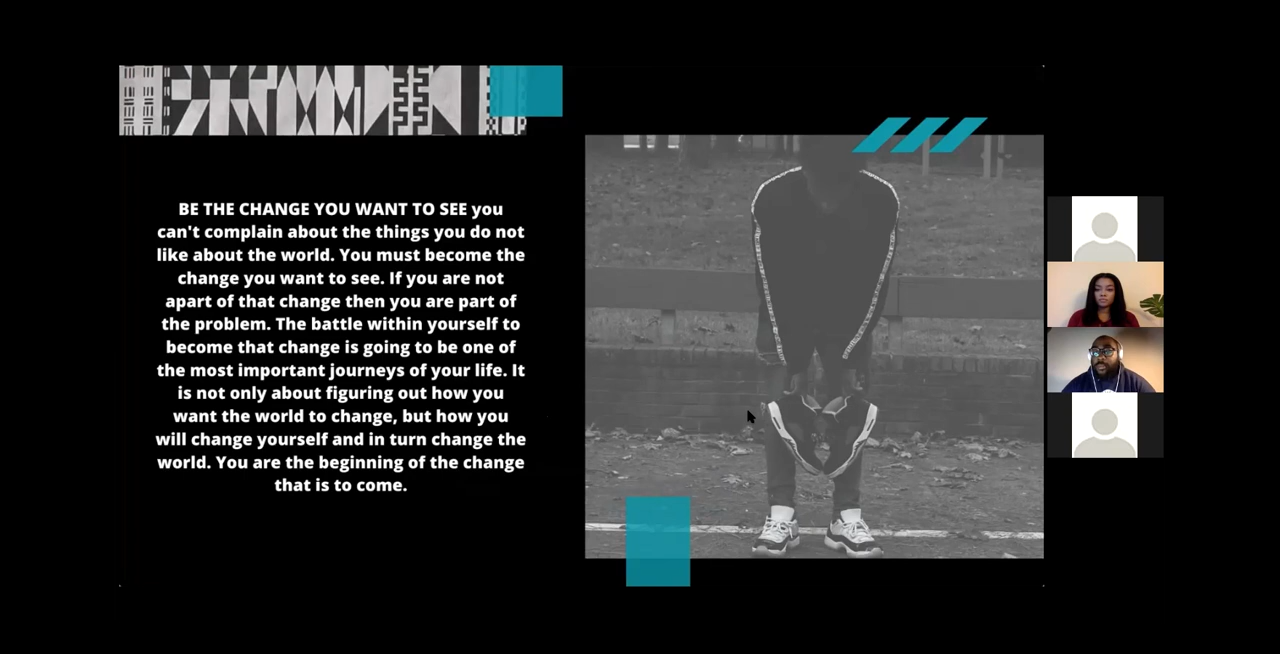 BE THE CHANGE YOU WANT TO SEE you
can't complain about the things you do not
like about the world. You must become the
change you want to see. If you are not
apart of that change then you are part of
the problem. The battle within yourself to
become that change is going to be one of
the most important journeys of your life. It
is not only about figuring out how you
want the world to change, but how you
will change yourself and in turn change the
world. You are the beginning of the change
that is to come.